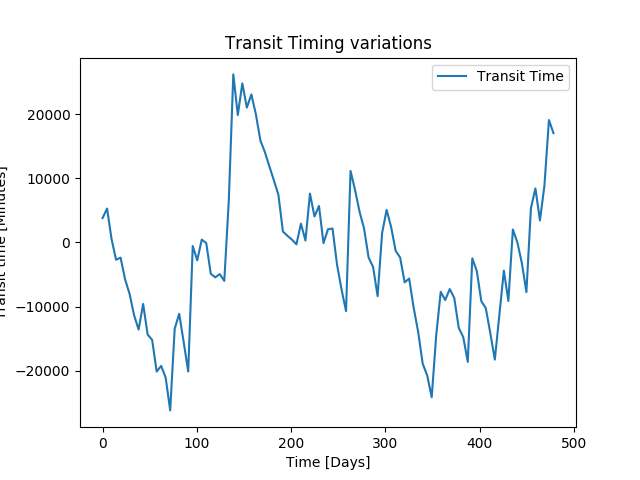 Transit Timing variations
Transit Time
20000
10000
0
−10000
−20000
Transit time [Minutes]
0 100 200 300 400 500
Time [Days]